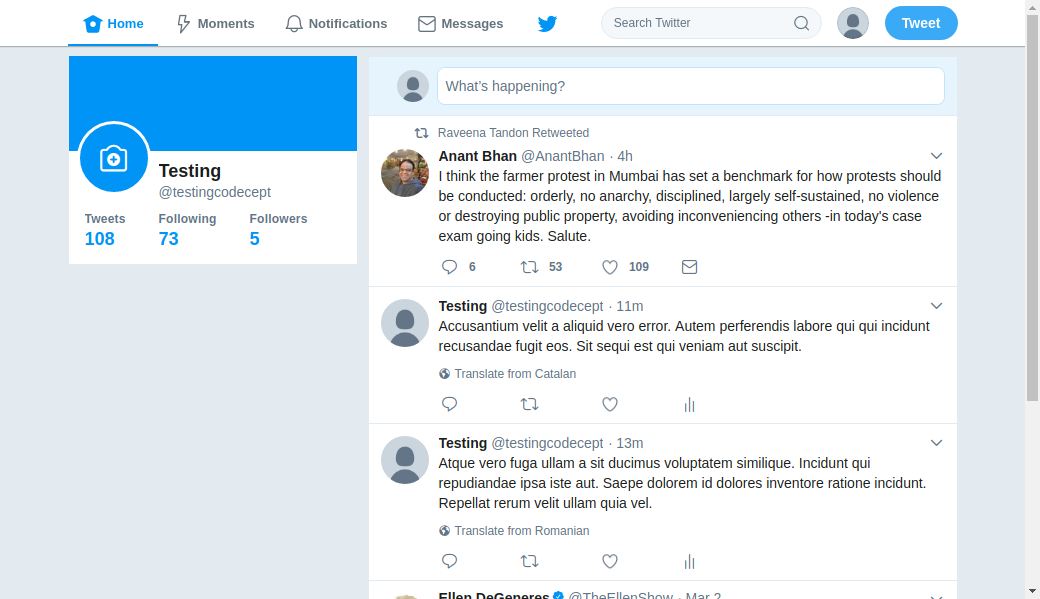 Home Moments Notifications Messages Search Twitter Tweet
What's happening?
Testing
@testingcodecept
Tweets Following Followers
108 73 5
Raveena Tandon Retweeted
Anant Bhan @AnantBhan · 4h
I think the farmer protest in Mumbai has set a benchmark for how protests should
be conducted: orderly, no anarchy, disciplined, largely self-sustained, no violence
or destroying public property, avoiding inconveniencing others -in today's case
exam going kids. Salute.
6 53 109
Testing @testingcodecept · 11m
Accusantium velit a aliquid vero error. Autem perferendis labore qui qui incidunt
recusandae fugit eos. Sit sequi est qui veniam aut suscipit.
Translate from Catalan
Testing @testingcodecept · 13m
Atque vero fuga ullam a sit ducimus voluptatem similique. Incidunt qui
repudiandae ipsa iste aut. Saepe dolorem id dolores inventore ratione incidunt.
Repellat rerum velit ullam quia vel.
Translate from Romanian
Ellen DeGeneres @TheEllenShow · Mar 2